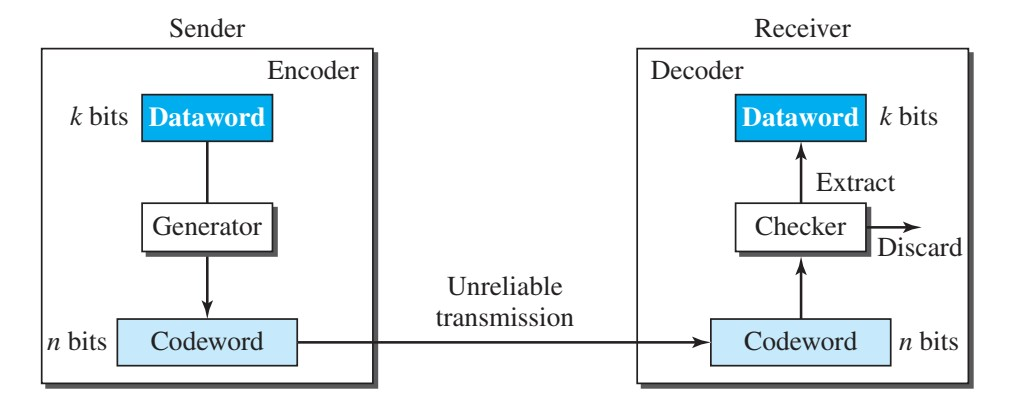 Sender
Encoder
k bits
Dataword
Generator
n bits
Codeword
Unreliable
transmission
Receiver
Decoder
Dataword
k bits
Extract
Checker
Discard
Codeword
n bits